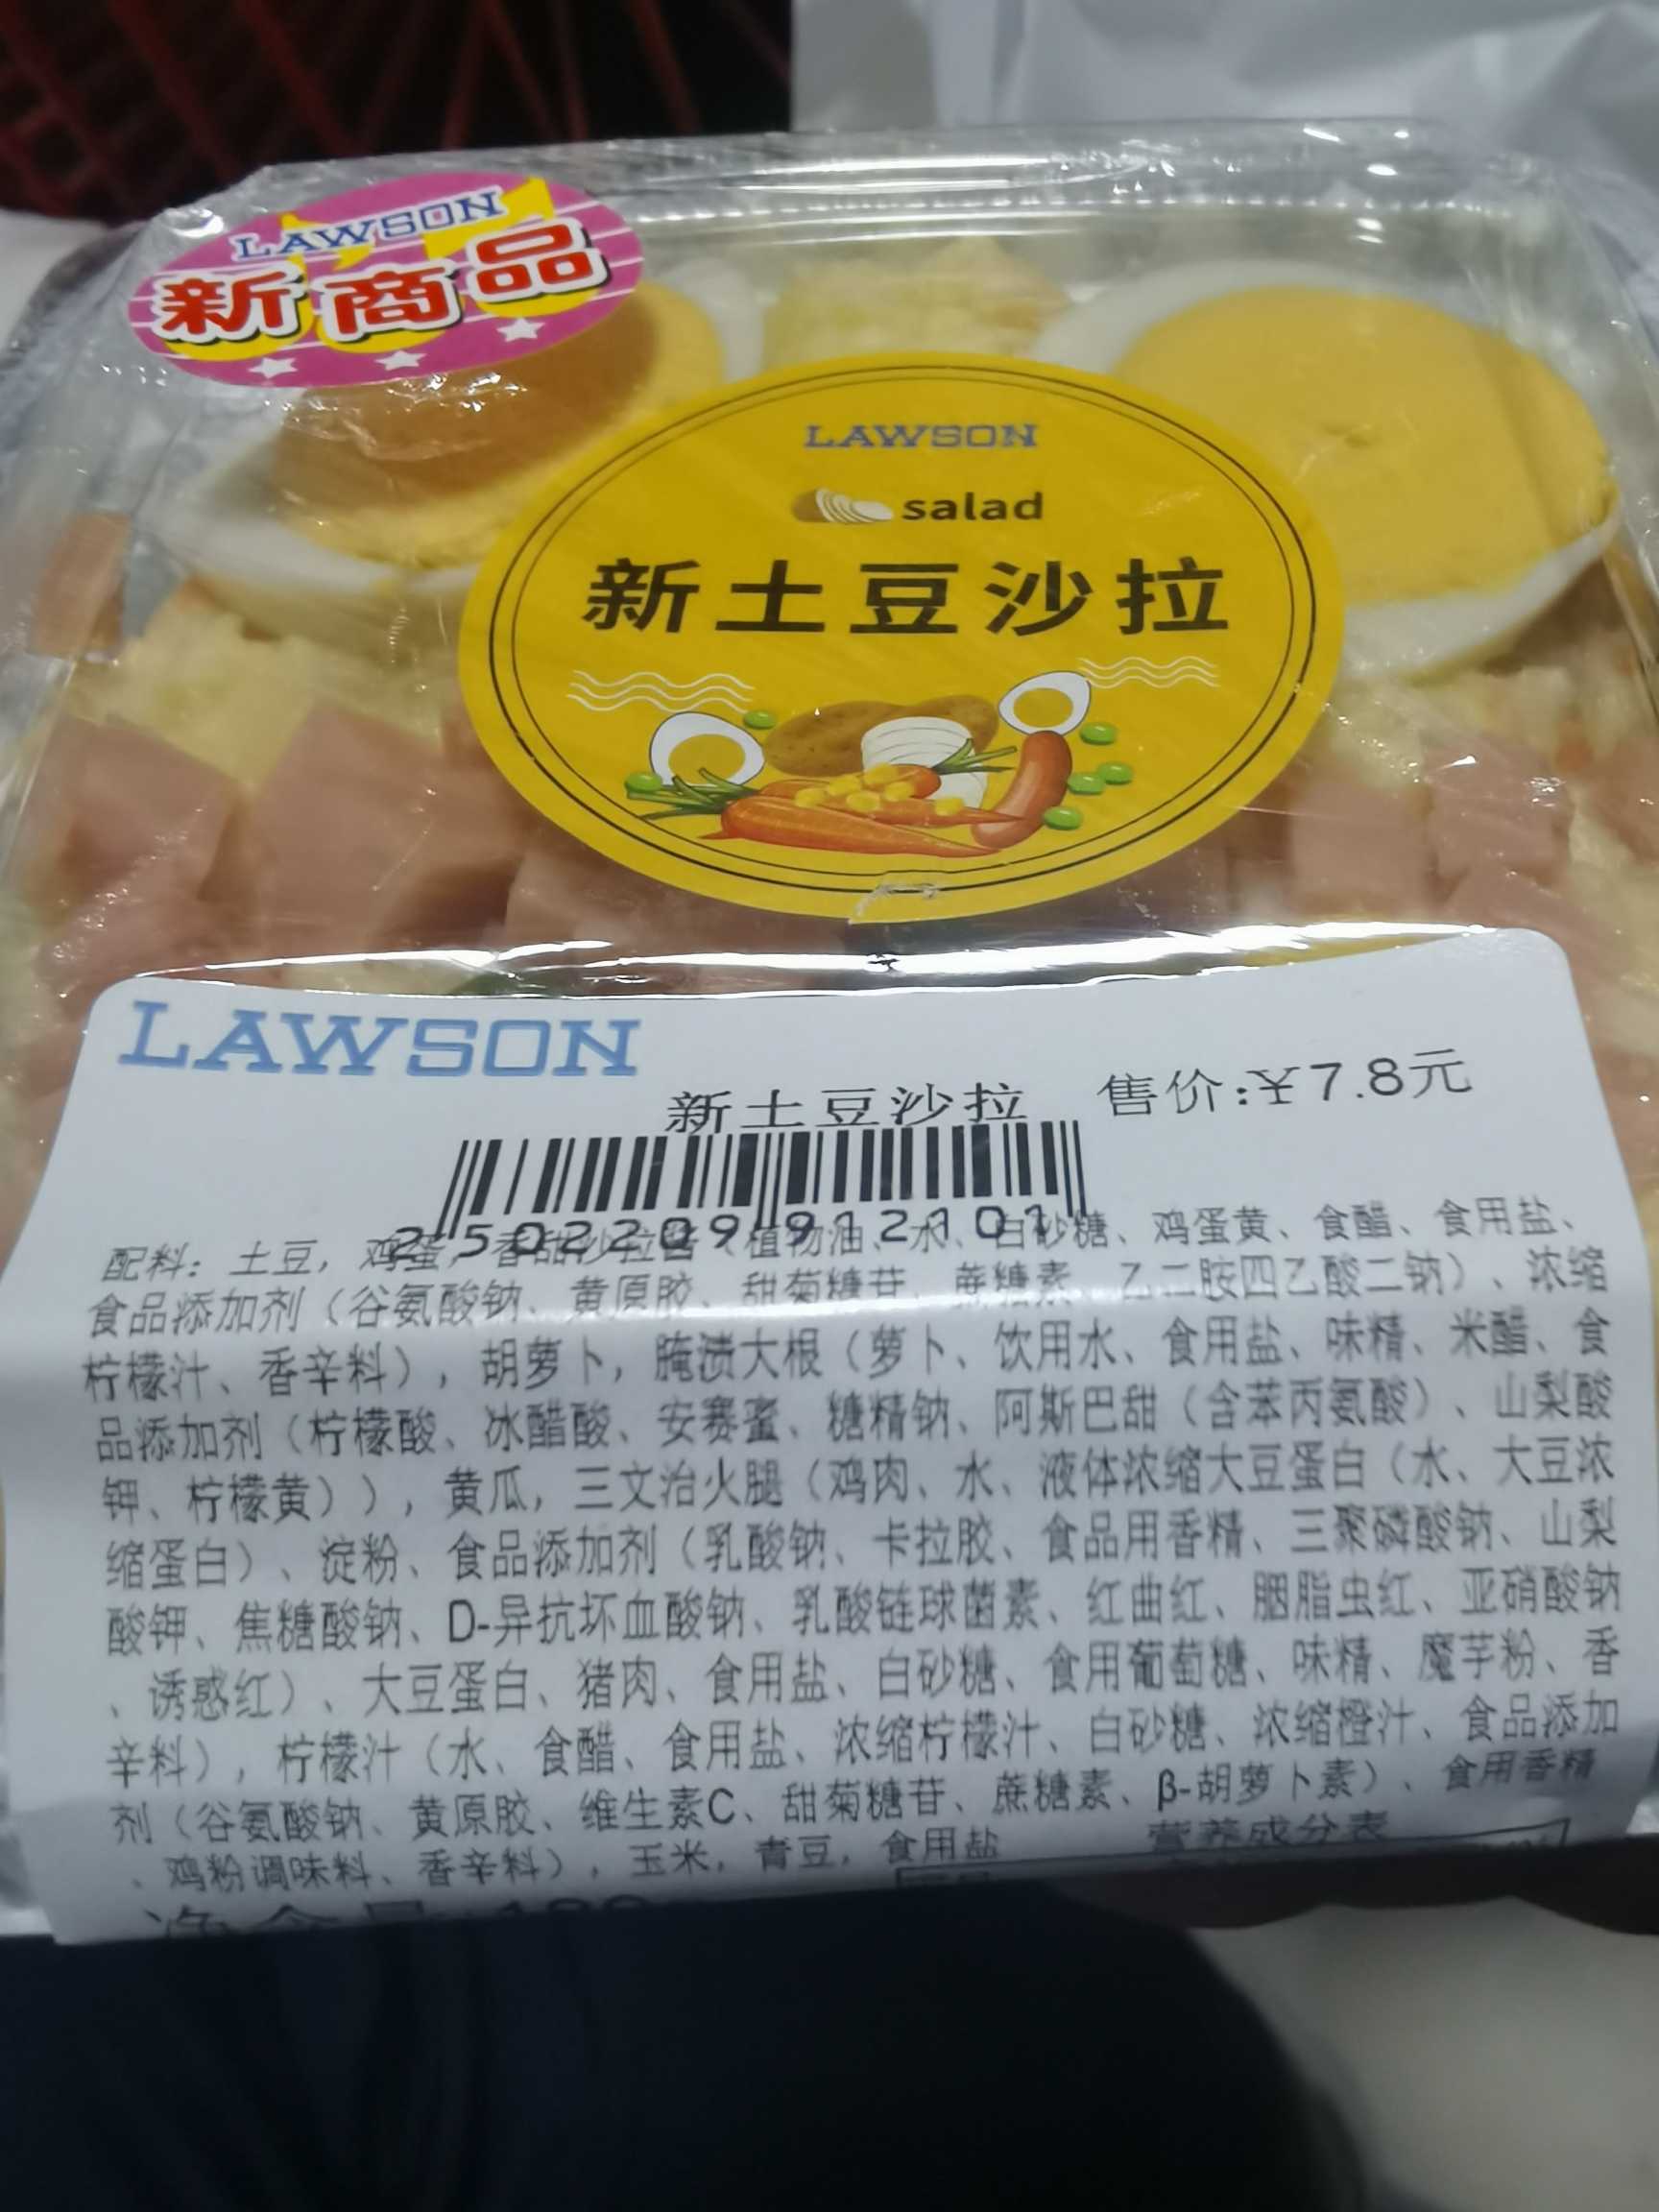 LAWSON
新商品
LAWSON
salad
新土豆沙拉
LAWSON
新土豆沙拉 售价:¥7.8元
2502209912101
配料：土豆，鸡蛋，香甜沙拉酱（植物油、水、白砂糖、鸡蛋黄、食醋、食用盐、
食品添加剂（谷氨酸钠、黄原胶、甜菊糖苷、蔗糖素、乙二胺四乙酸二钠）、浓缩
柠檬汁、香辛料），胡萝卜，腌渍大根（萝卜、饮用水、食用盐、味精、米醋、食
品添加剂（柠檬酸、冰醋酸、安赛蜜、糖精钠、阿斯巴甜（含苯丙氨酸）、山梨酸
钾、柠檬黄）），黄瓜，三文治火腿（鸡肉、水、液体浓缩大豆蛋白（水、大豆浓
缩蛋白）、淀粉、食品添加剂（乳酸钠、卡拉胶、食品用香精、三聚磷酸钠、山梨
酸钾、焦糖酸钠、D-异抗坏血酸钠、乳酸链球菌素、红曲红、胭脂虫红、亚硝酸钠
、诱惑红）、大豆蛋白、猪肉、食用盐、白砂糖、食用葡萄糖、味精、魔芋粉、香
辛料），柠檬汁（水、食醋、食用盐、浓缩柠檬汁、白砂糖、浓缩橙汁、食品添加
剂（谷氨酸钠、黄原胶、维生素C、甜菊糖苷、蔗糖素、β-胡萝卜素）、食用香精
、鸡粉调味料、香辛料），玉米，青豆，食用盐
营养成分表